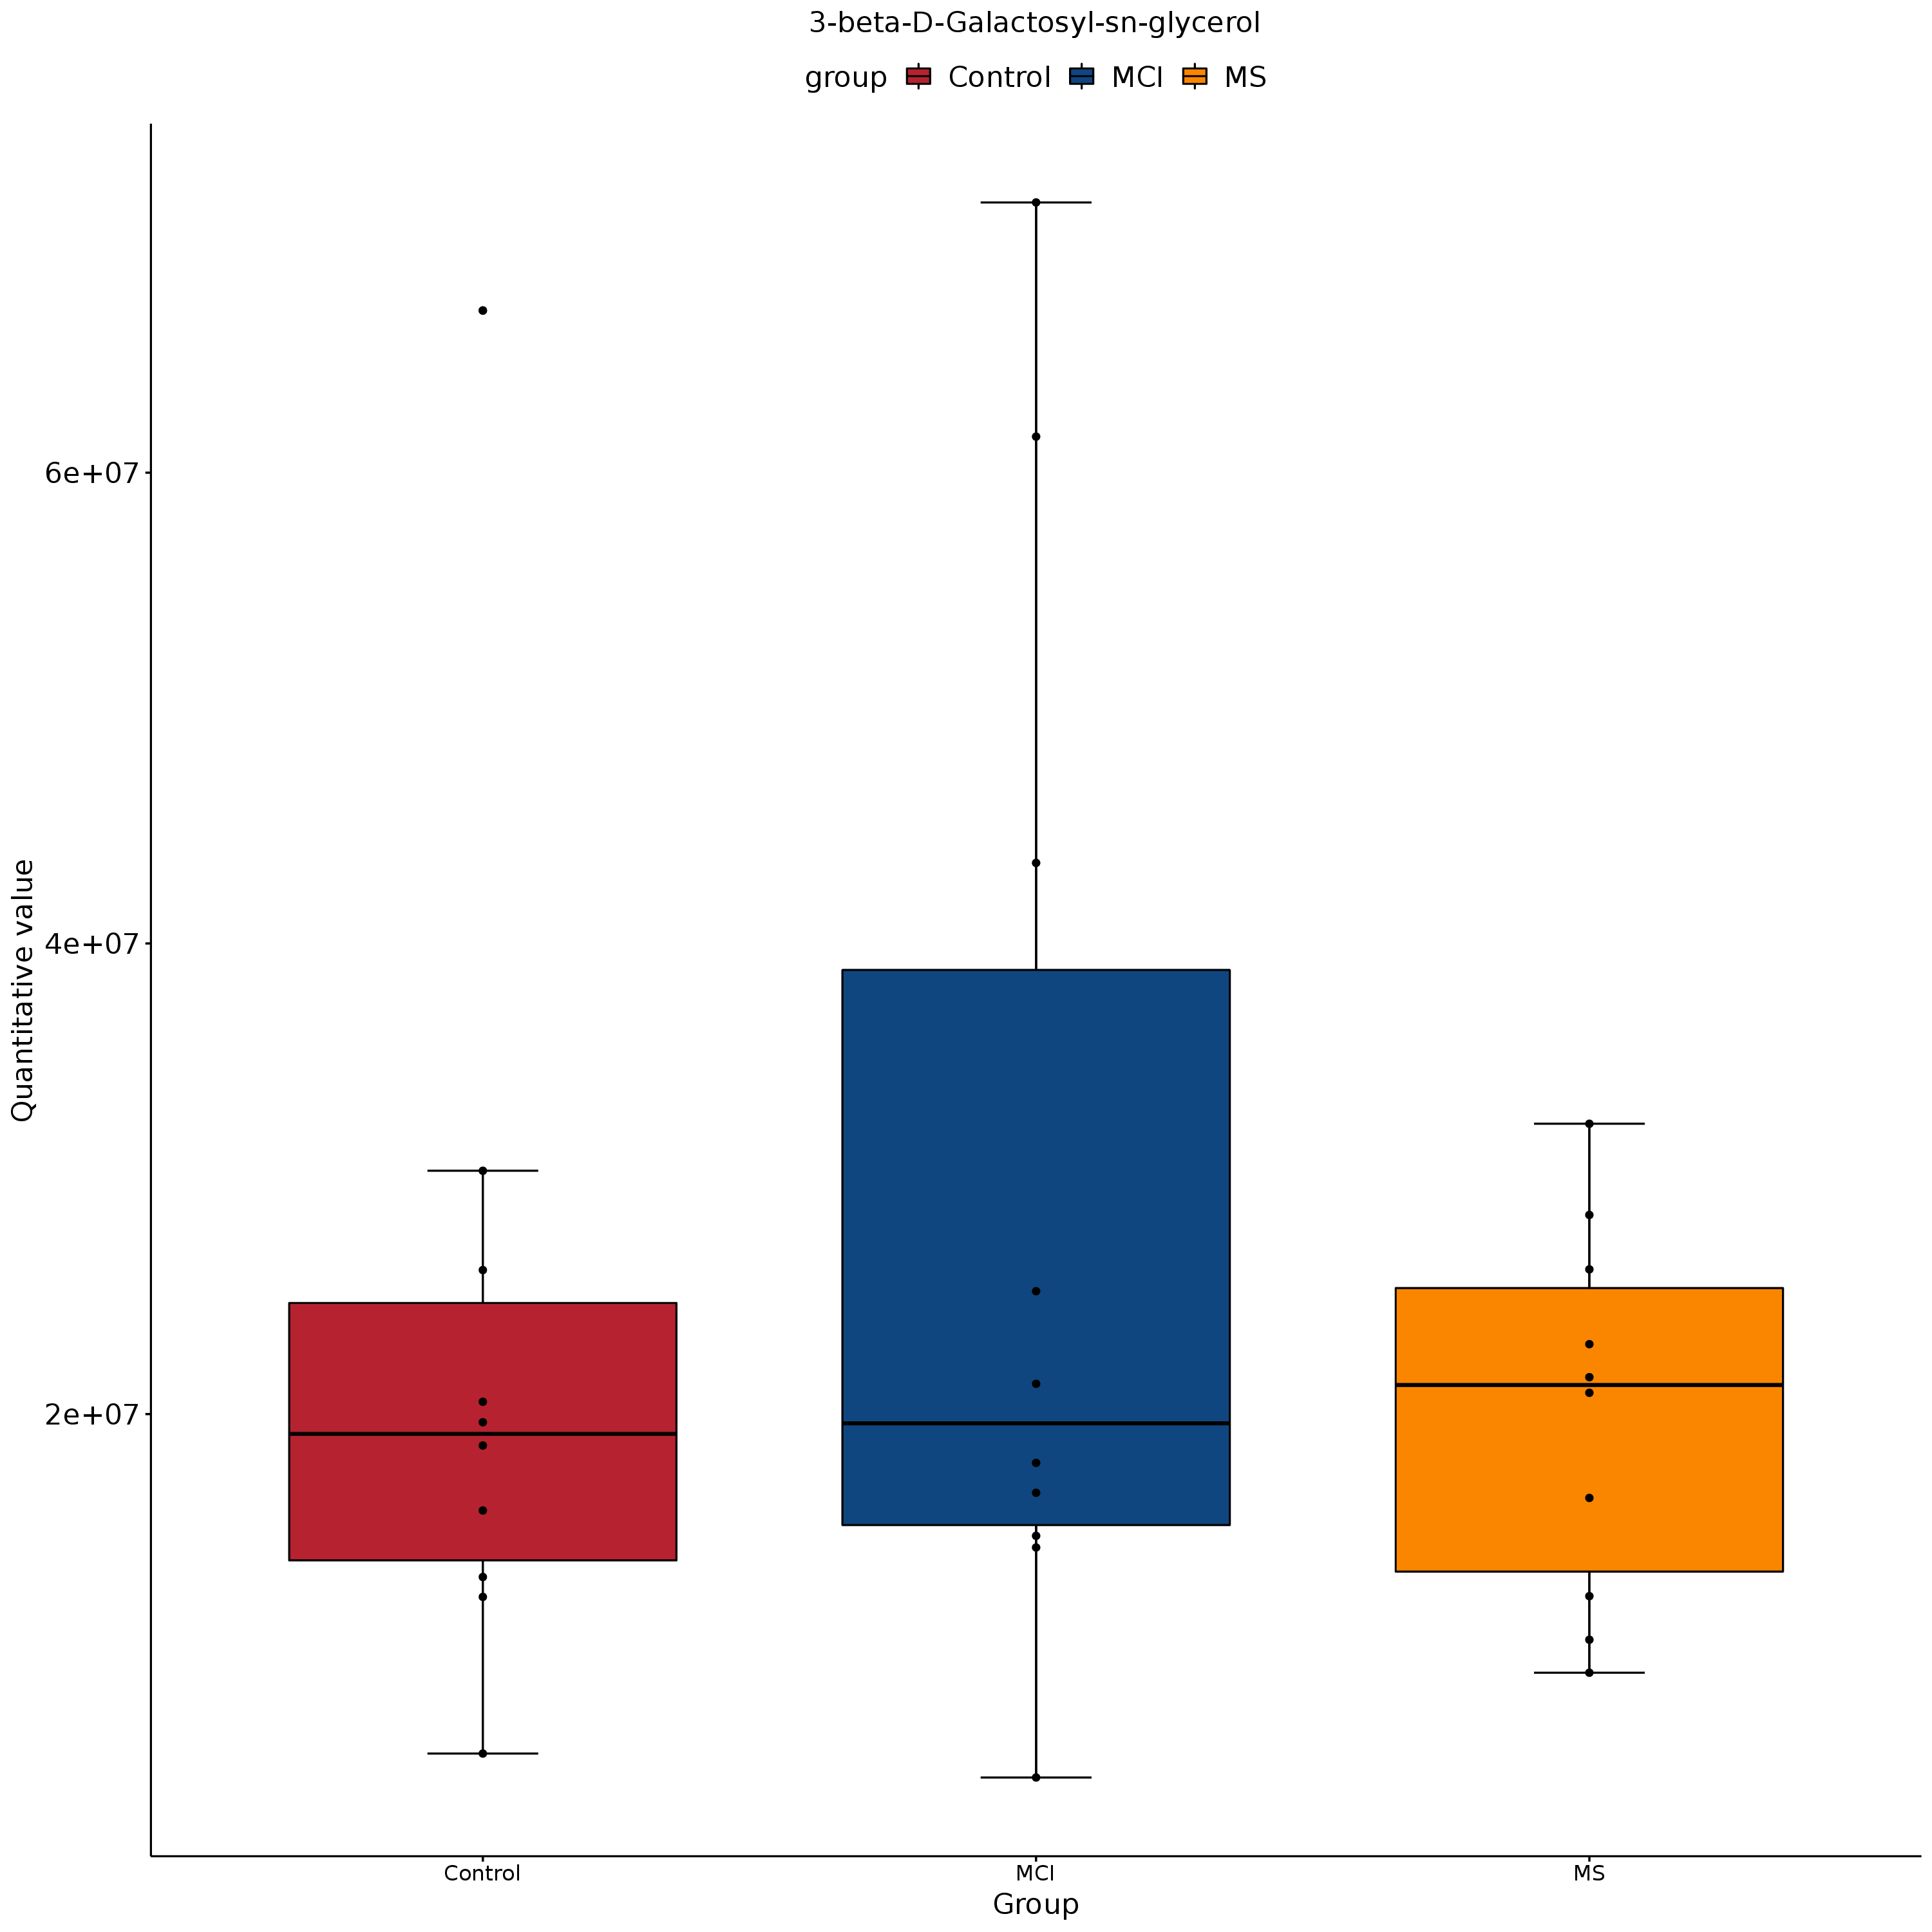 3-beta-D-Galactosyl-sn-glycerol
group Control MCI MS
6e+07
4e+07
2e+07
Quantitative value
Control MCI MS
Group